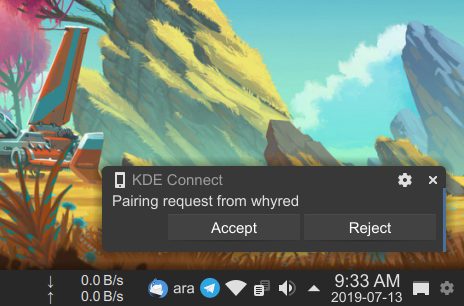 KDE Connect
Pairing request from whyred
Accept Reject
↓ 0.0 B/s
↑ 0.0 B/s
ara
9:33 AM
2019-07-13